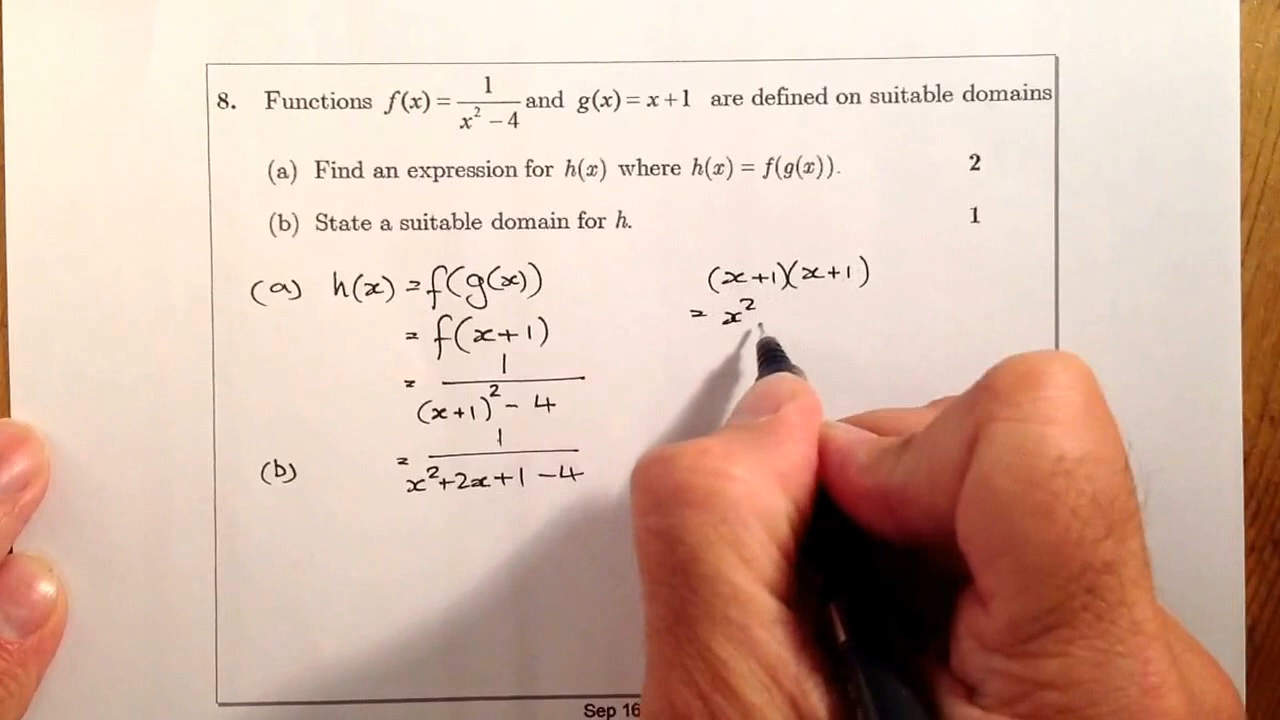 8. Functions f(x) = 1/(x² – 4) and g(x) = x + 1 are defined on suitable domains
(a) Find an expression for h(x) where h(x) = f(g(x)). 2
(b) State a suitable domain for h. 1
(a) h(x) = f(g(x))
= f(x+1)
= 1/((x+1)² – 4)
= 1/(x²+2x+1–4)
(b)
(x+1)(x+1)
= x²
Sep 16